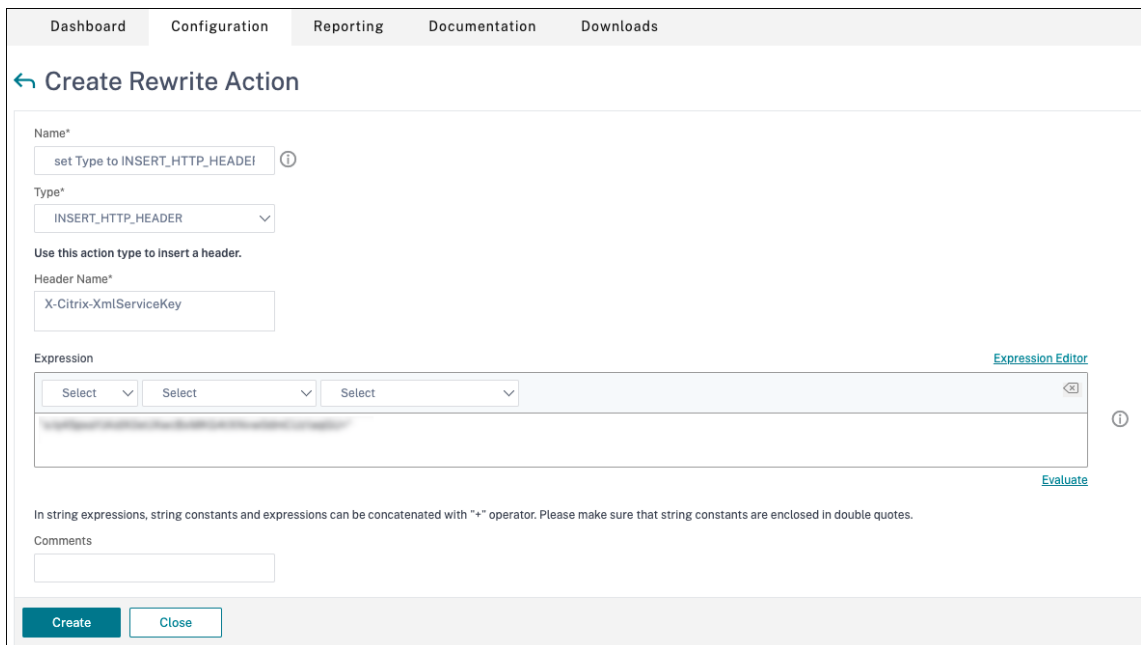 Dashboard Configuration Reporting Documentation Downloads
Create Rewrite Action
Name*
set Type to INSERT_HTTP_HEADE
Type*
INSERT_HTTP_HEADER
Use this action type to insert a header.
Header Name*
X-Citrix-XmlServiceKey
Expression Expression Editor
Select Select Select
Evaluate
In string expressions, string constants and expressions can be concatenated with "+" operator. Please make sure that string constants are enclosed in double quotes.
Comments
Create Close